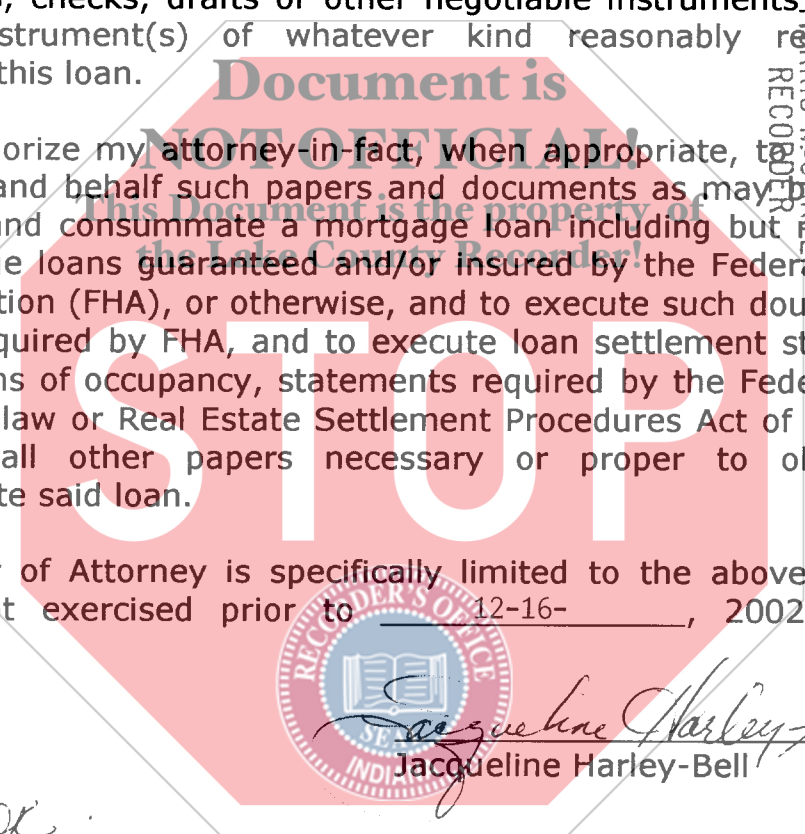 , checks, drafts or other negotiable instruments
strument(s) of whatever kind reasonably re
this loan.
Document is
RECORDER
NOT OFFICIAL!
orize my attorney-in-fact, when appropriate, to
and behalf such papers and documents as may b
This Document is the property of
nd consummate a mortgage loan including but
the Lake County Recorder!
e loans guaranteed and/or insured by the Feder
tion (FHA), or otherwise, and to execute such dou
quired by FHA, and to execute loan settlement st
ns of occupancy, statements required by the Fede
law or Real Estate Settlement Procedures Act of
all other papers necessary or proper to ob
te said loan.
STOP
of Attorney is specifically limited to the above
t exercised prior to 12-16- , 2002
RECORDER'S OFFICE
SEAL
INDIANA
Jacqueline Harley-
Jacqueline Harley-Bell